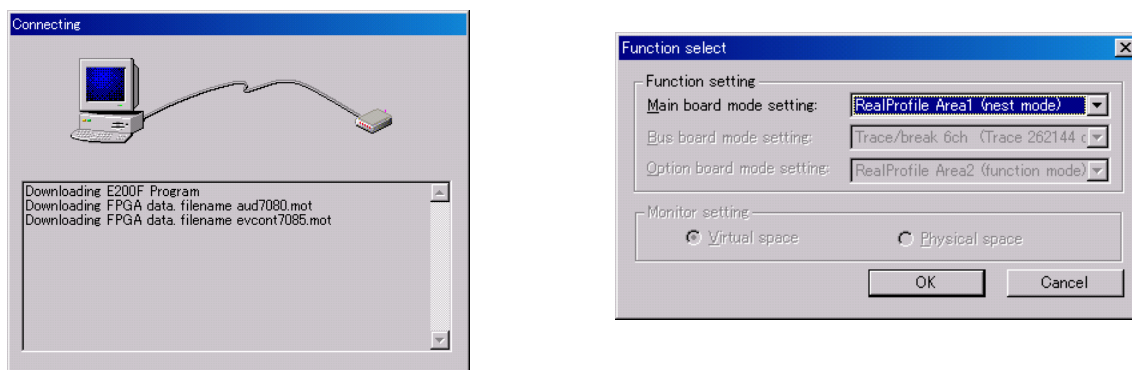 Connecting
Downloading E200F Program
Downloading FPGA data. filename aud7080.mot
Downloading FPGA data. filename evcont7085.mot
Function select
Function setting
Main board mode setting:
RealProfile Area1 (nest mode)
Bus board mode setting:
Trace/break 6ch (Trace 262144 c
Option board mode setting:
RealProfile Area2 (function mode)
Monitor setting
Virtual space
Physical space
OK
Cancel